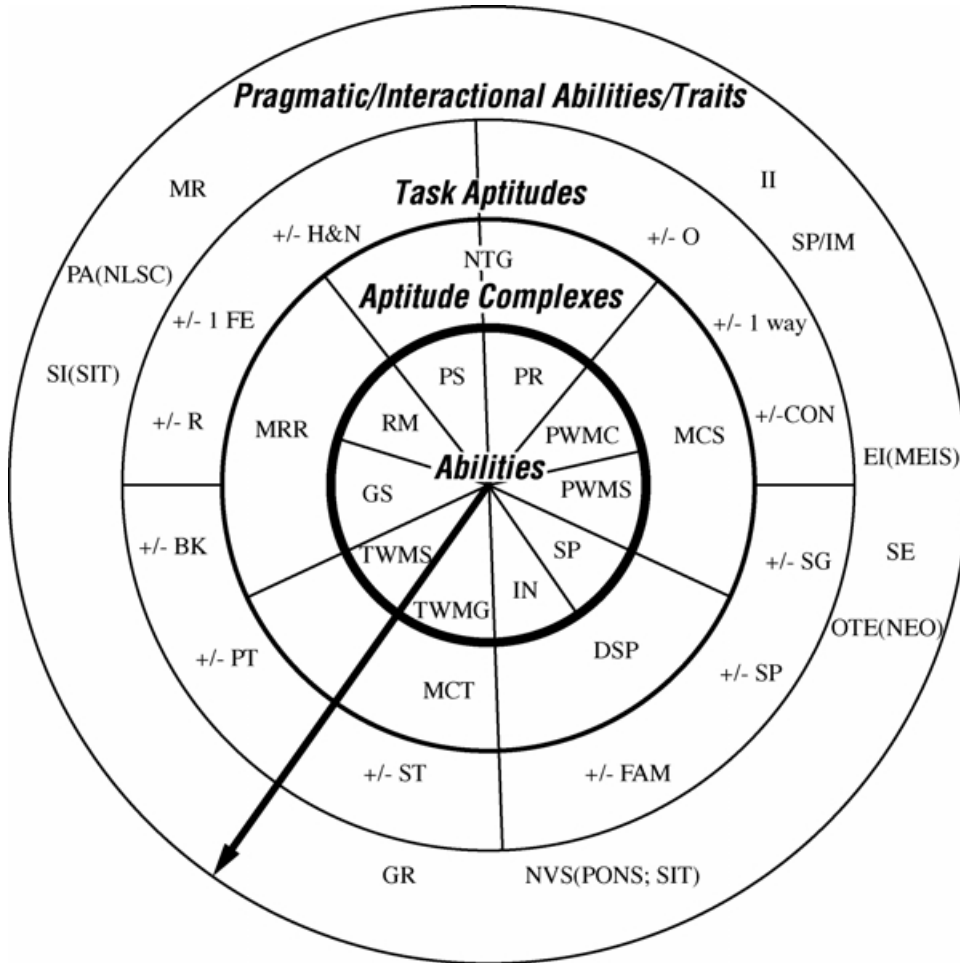 Pragmatic/Interactional Abilities/Traits
MR
II
Task Aptitudes
+/- H&N
+/- O
SP/IM
NTG
PA(NLSC)
Aptitude Complexes
+/- 1 FE
+/- 1 way
SI(SIT)
PS
PR
+/- R
MRR
RM
PWMC
MCS
+/-CON
EI(MEIS)
Abilities
GS
PWMS
+/- BK
TWMS
SP
+/- SG
SE
IN
TWMG
OTE(NEO)
+/- PT
DSP
+/- SP
MCT
+/- ST
+/- FAM
GR
NVS(PONS; SIT)